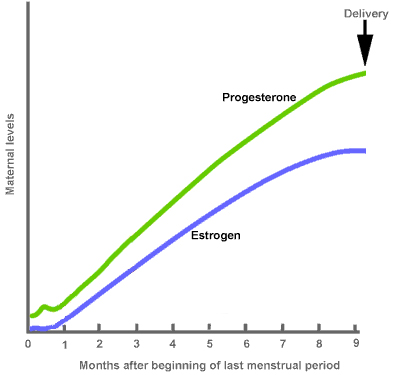 Delivery
Progesterone
Maternal levels
Estrogen
0 1 2 3 4 5 6 7 8 9
Months after beginning of last menstrual period